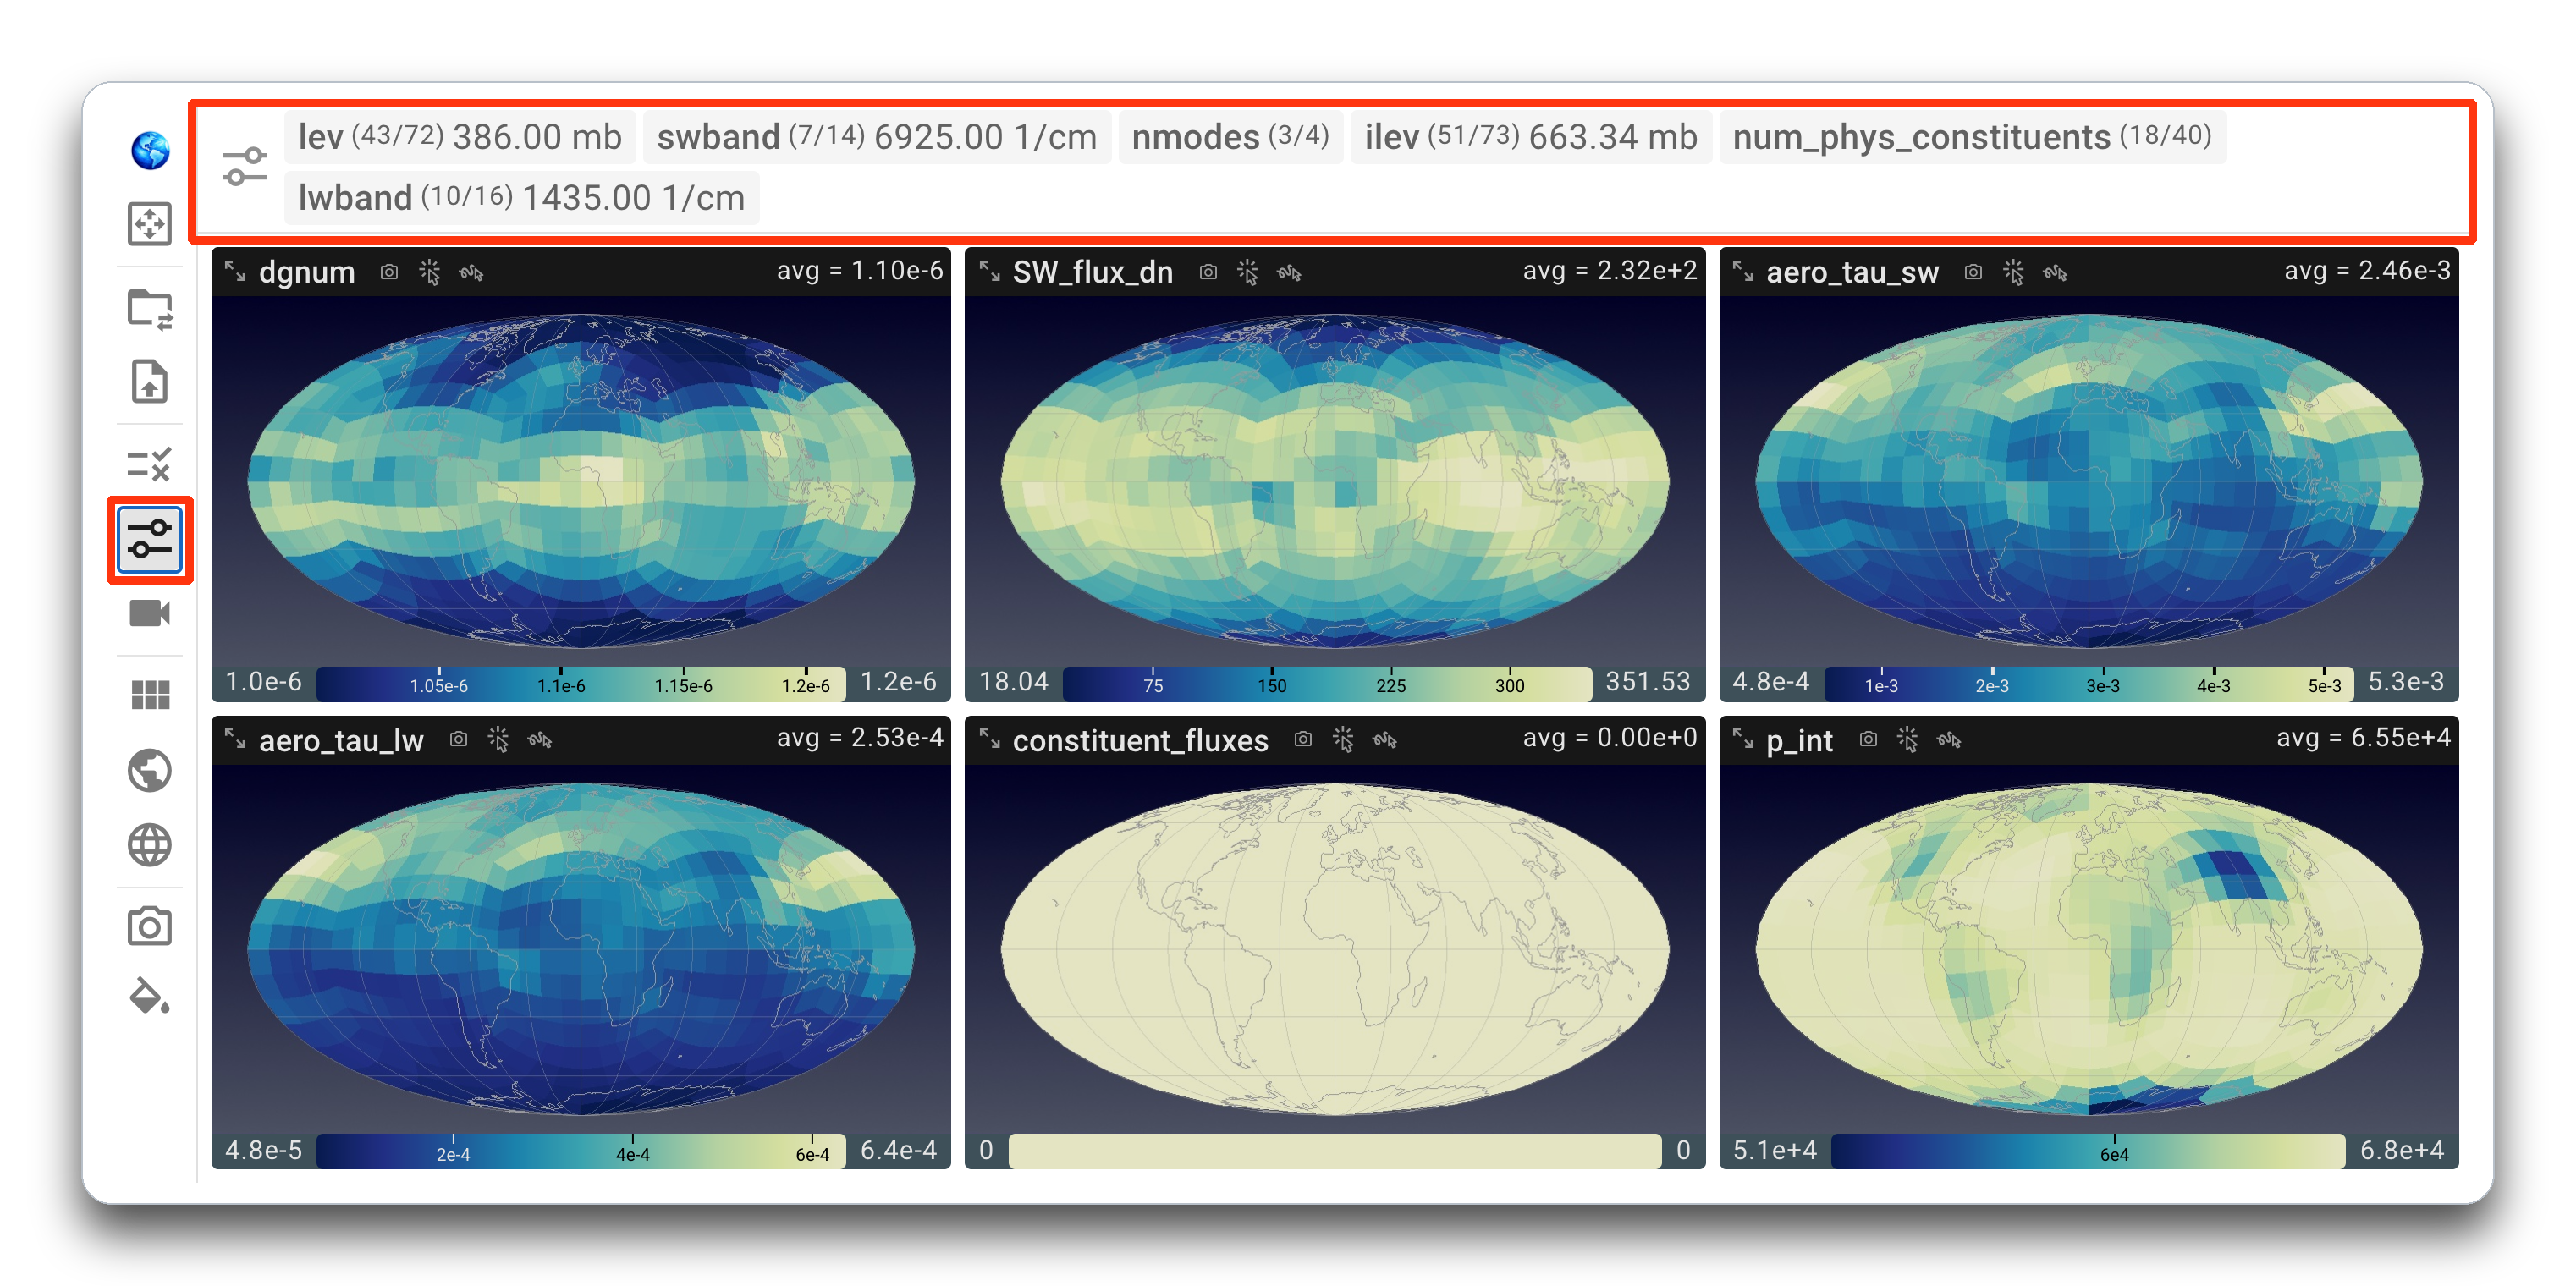 lev (43/72) 386.00 mb swband (7/14) 6925.00 1/cm nmodes (3/4) ilev (51/73) 663.34 mb num_phys_constituents (18/40)
lwband (10/16) 1435.00 1/cm
dgnum avg = 1.10e-6
1.0e-6 1.05e-6 1.1e-6 1.15e-6 1.2e-6 1.2e-6
SW_flux_dn avg = 2.32e+2
18.04 75 150 225 300 351.53
aero_tau_sw avg = 2.46e-3
4.8e-4 1e-3 2e-3 3e-3 4e-3 5e-3 5.3e-3
aero_tau_lw avg = 2.53e-4
4.8e-5 2e-4 4e-4 6e-4 6.4e-4
constituent_fluxes avg = 0.00e+0
0 0
p_int avg = 6.55e+4
5.1e+4 6e4 6.8e+4